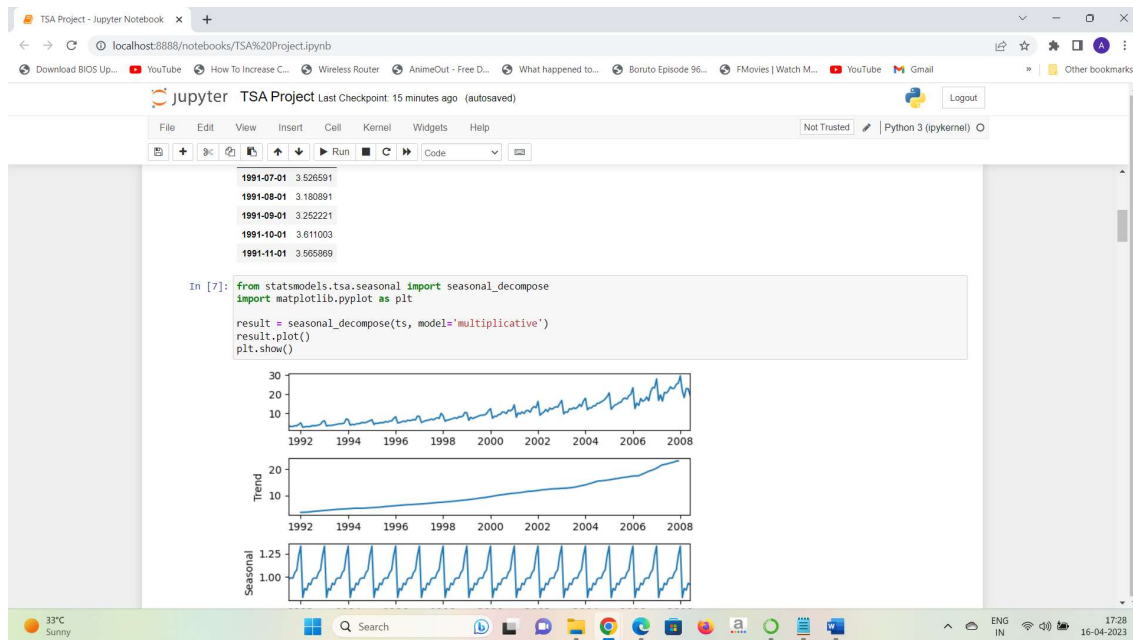 TSA Project - Jupyter Notebook
localhost:8888/notebooks/TSA%20Project.ipynb
Download BIOS Up... YouTube How To Increase C... Wireless Router AnimeOut - Free D... What happened to... Boruto Episode 96... FMovies | Watch M... YouTube Gmail » Other bookmarks
jupyter TSA Project Last Checkpoint: 15 minutes ago (autosaved) Logout
File Edit View Insert Cell Kernel Widgets Help Not Trusted Python 3 (ipykernel)
Run Code
1991-07-01 3.526591
1991-08-01 3.180891
1991-09-01 3.252221
1991-10-01 3.611003
1991-11-01 3.565869
In [7]: from statsmodels.tsa.seasonal import seasonal_decompose
import matplotlib.pyplot as plt
result = seasonal_decompose(ts, model='multiplicative')
result.plot()
plt.show()
30
20
10
1992 1994 1996 1998 2000 2002 2004 2006 2008
Trend
20
10
1992 1994 1996 1998 2000 2002 2004 2006 2008
Seasonal
1.25
1.00
33°C
Sunny
Search
ENG
IN
17:28
16-04-2023